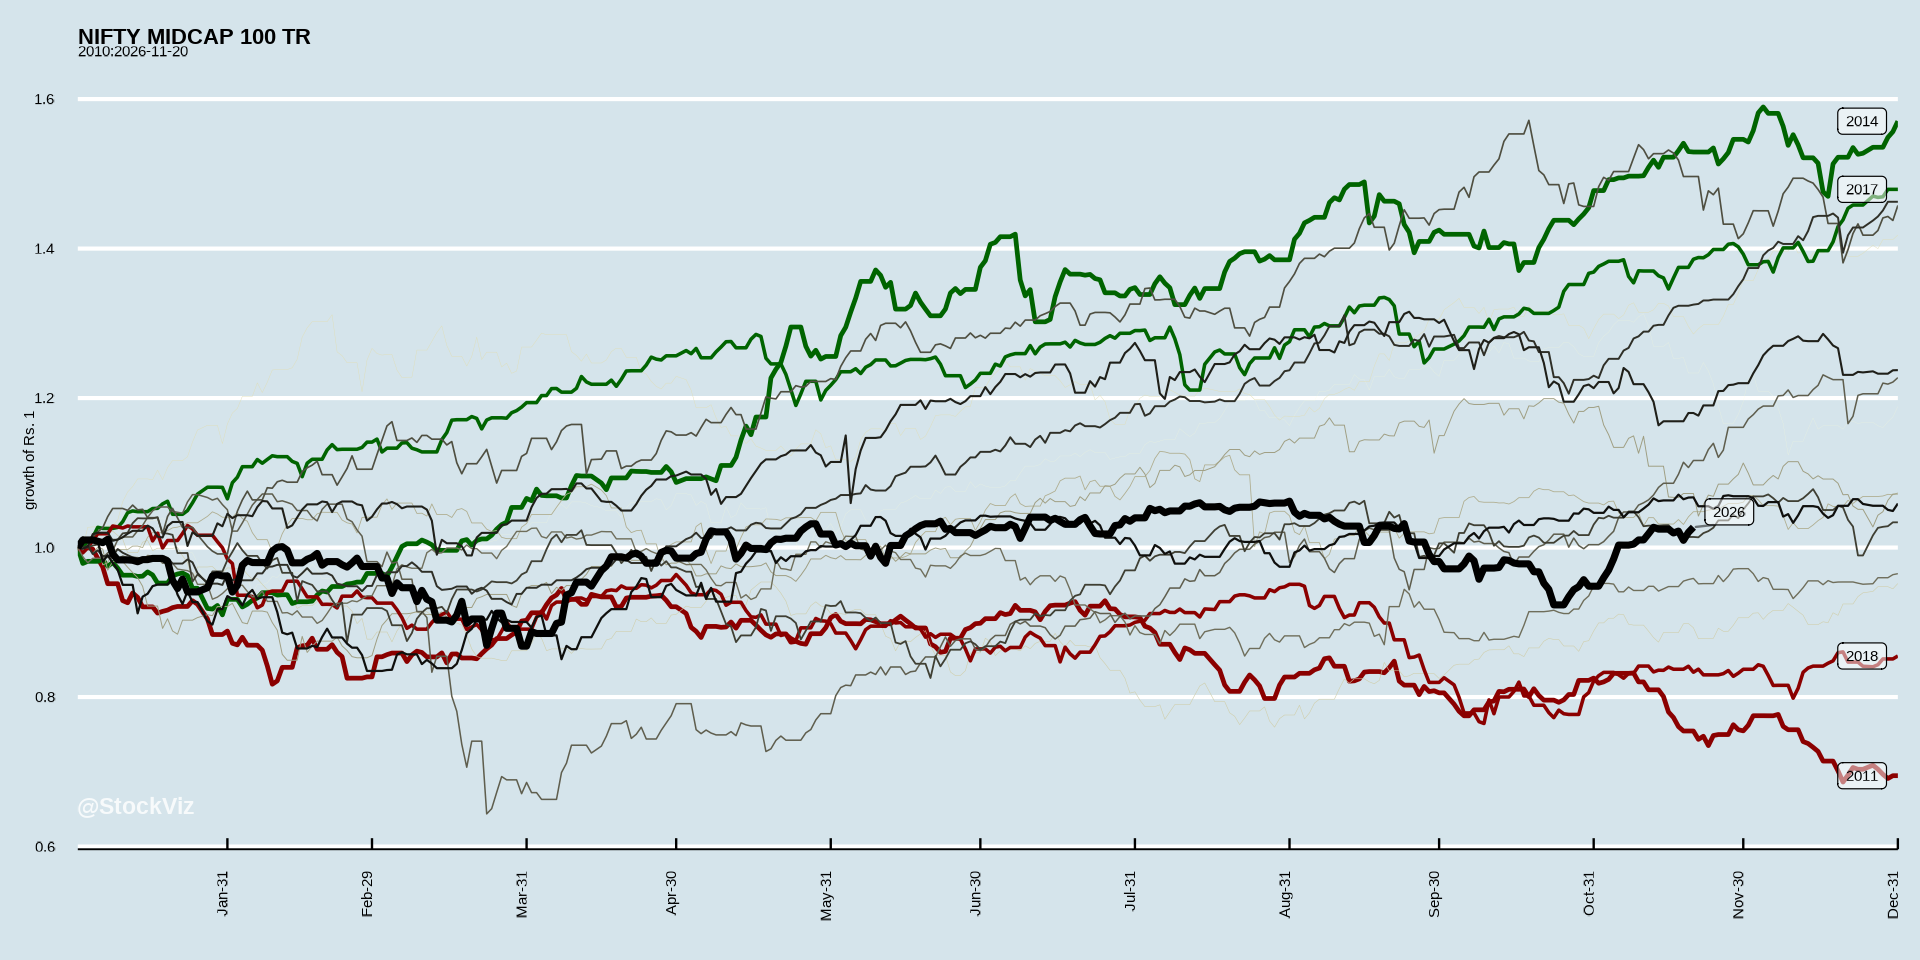 NIFTY MIDCAP 100 TR
2010:2026-11-20
growth of Rs. 1
1.6
1.4
1.2
1.0
0.8
0.6
2014
2017
2026
2018
2011
@StockViz
Jan-31
Feb-29
Mar-31
Apr-30
May-31
Jun-30
Jul-31
Aug-31
Sep-30
Oct-31
Nov-30
Dec-31